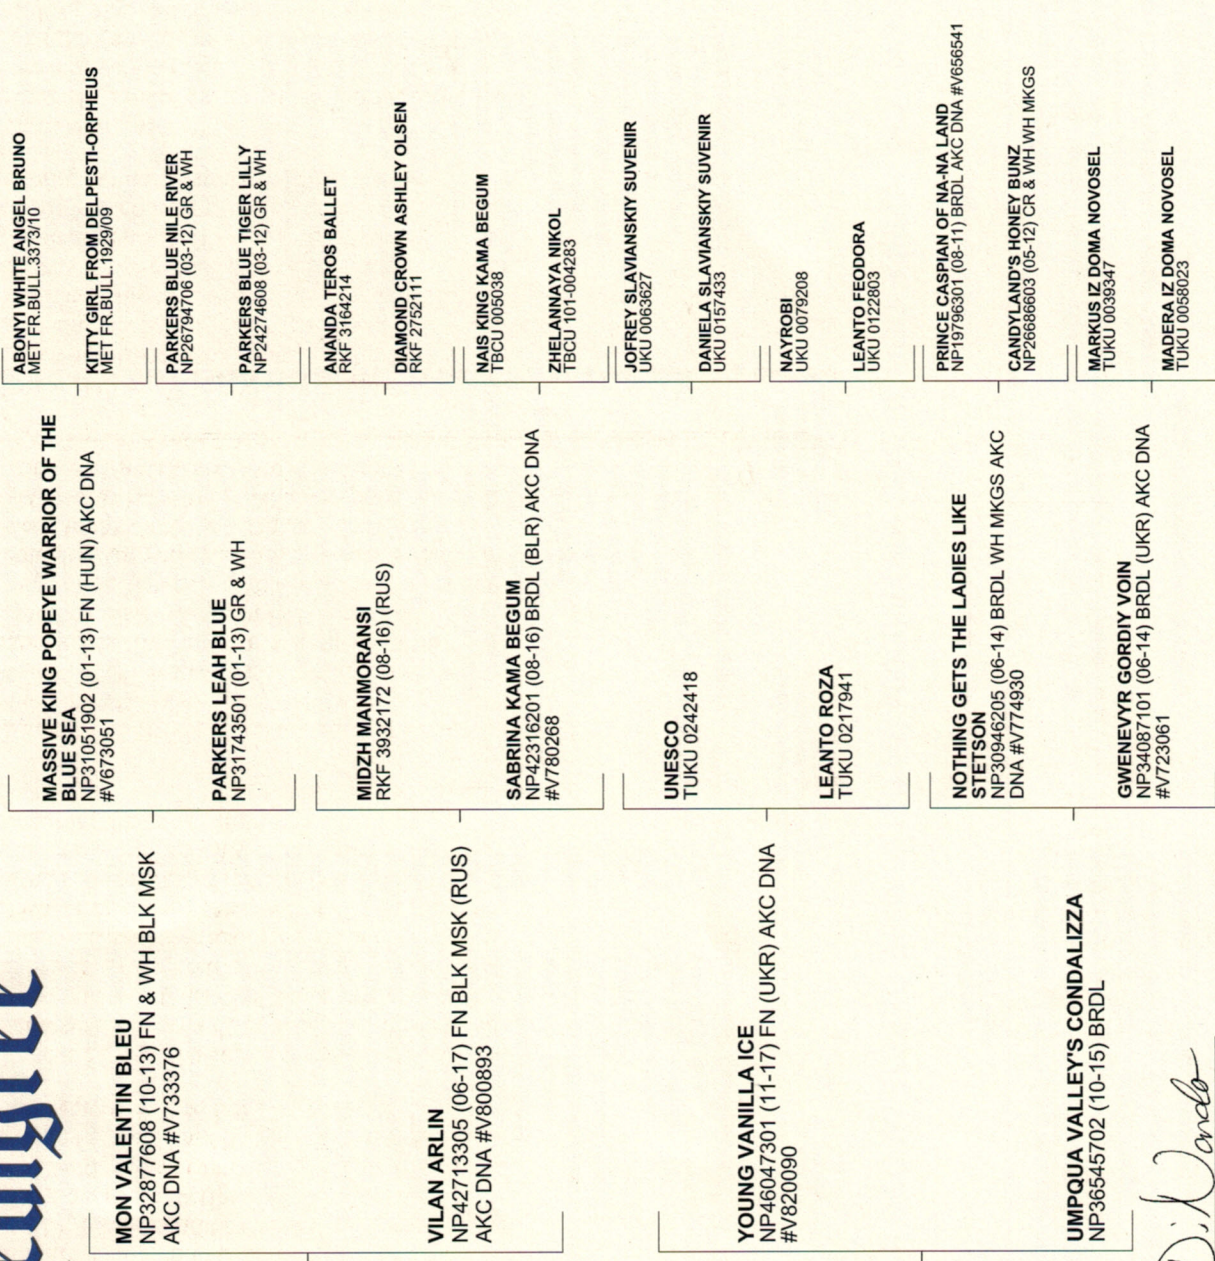 MON VALENTIN BLEU
NP32877608 (10-13) FN & WH BLK MSK
AKC DNA #V733376
VILAN ARLIN
NP42713305 (06-17) FN BLK MSK (RUS)
AKC DNA #V800893
YOUNG VANILLA ICE
NP46047301 (11-17) FN (UKR) AKC DNA
#V820090
UMPQUA VALLEY'S CONDALIZZA
NP36545702 (10-15) BRDL
MASSIVE KING POPEYE WARRIOR OF THE
BLUE SEA
NP31051902 (01-13) FN (HUN) AKC DNA
#V673051
PARKERS LEAH BLUE
NP31743501 (01-13) GR & WH
MIDZH MANMORANSI
RKF 3932172 (08-16) (RUS)
SABRINA KAMA BEGUM
NP42316201 (08-16) BRDL (BLR) AKC DNA
#V780268
UNESCO
TUKU 0242418
LEANTO ROZA
TUKU 0217941
NOTHING GETS THE LADIES LIKE
STETSON
NP30946205 (06-14) BRDL WH MKGS AKC
DNA #V774930
GWENEVYR GORDIY VOIN
NP34087101 (06-14) BRDL (UKR) AKC DNA
#V723061
ABONYI WHITE ANGEL BRUNO
MET FR.BULL.3373/10
KITTY GIRL FROM DELPESTI-ORPHEUS
MET FR.BULL.1929/09
PARKERS BLUE NILE RIVER
NP26794706 (03-12) GR & WH
PARKERS BLUE TIGER LILLY
NP24274608 (03-12) GR & WH
ANANDA TEROS BALLET
RKF 3164214
DIAMOND CROWN ASHLEY OLSEN
RKF 2752111
NAIS KING KAMA BEGUM
TBCU 005038
ZHELANNAYA NIKOL
TBCU 101-004283
JOFREY SLAVIANSKIY SUVENIR
UKU 0063627
DANIELA SLAVIANSKIY SUVENIR
UKU 0157433
NAYROBI
UKU 0079208
LEANTO FEODORA
UKU 0122803
PRINCE CASPIAN OF NA-NA LAND
NP19796301 (08-11) BRDL AKC DNA #V656541
CANDYLAND'S HONEY BUNZ
NP26686603 (05-12) CR & WH WH MKGS
MARKUS IZ DOMA NOVOSEL
TUKU 0039347
MADERA IZ DOMA NOVOSEL
TUKU 0058023